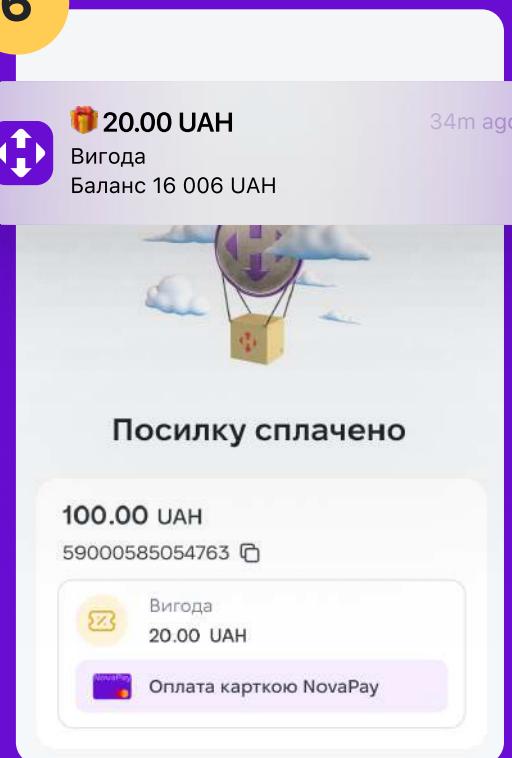 6
20.00 UAH
34m ago
Вигода
Баланс 16 006 UAH
Посилку сплачено
100.00 UAH
59000585054763
Вигода
20.00 UAH
NovaPay
Оплата карткою NovaPay